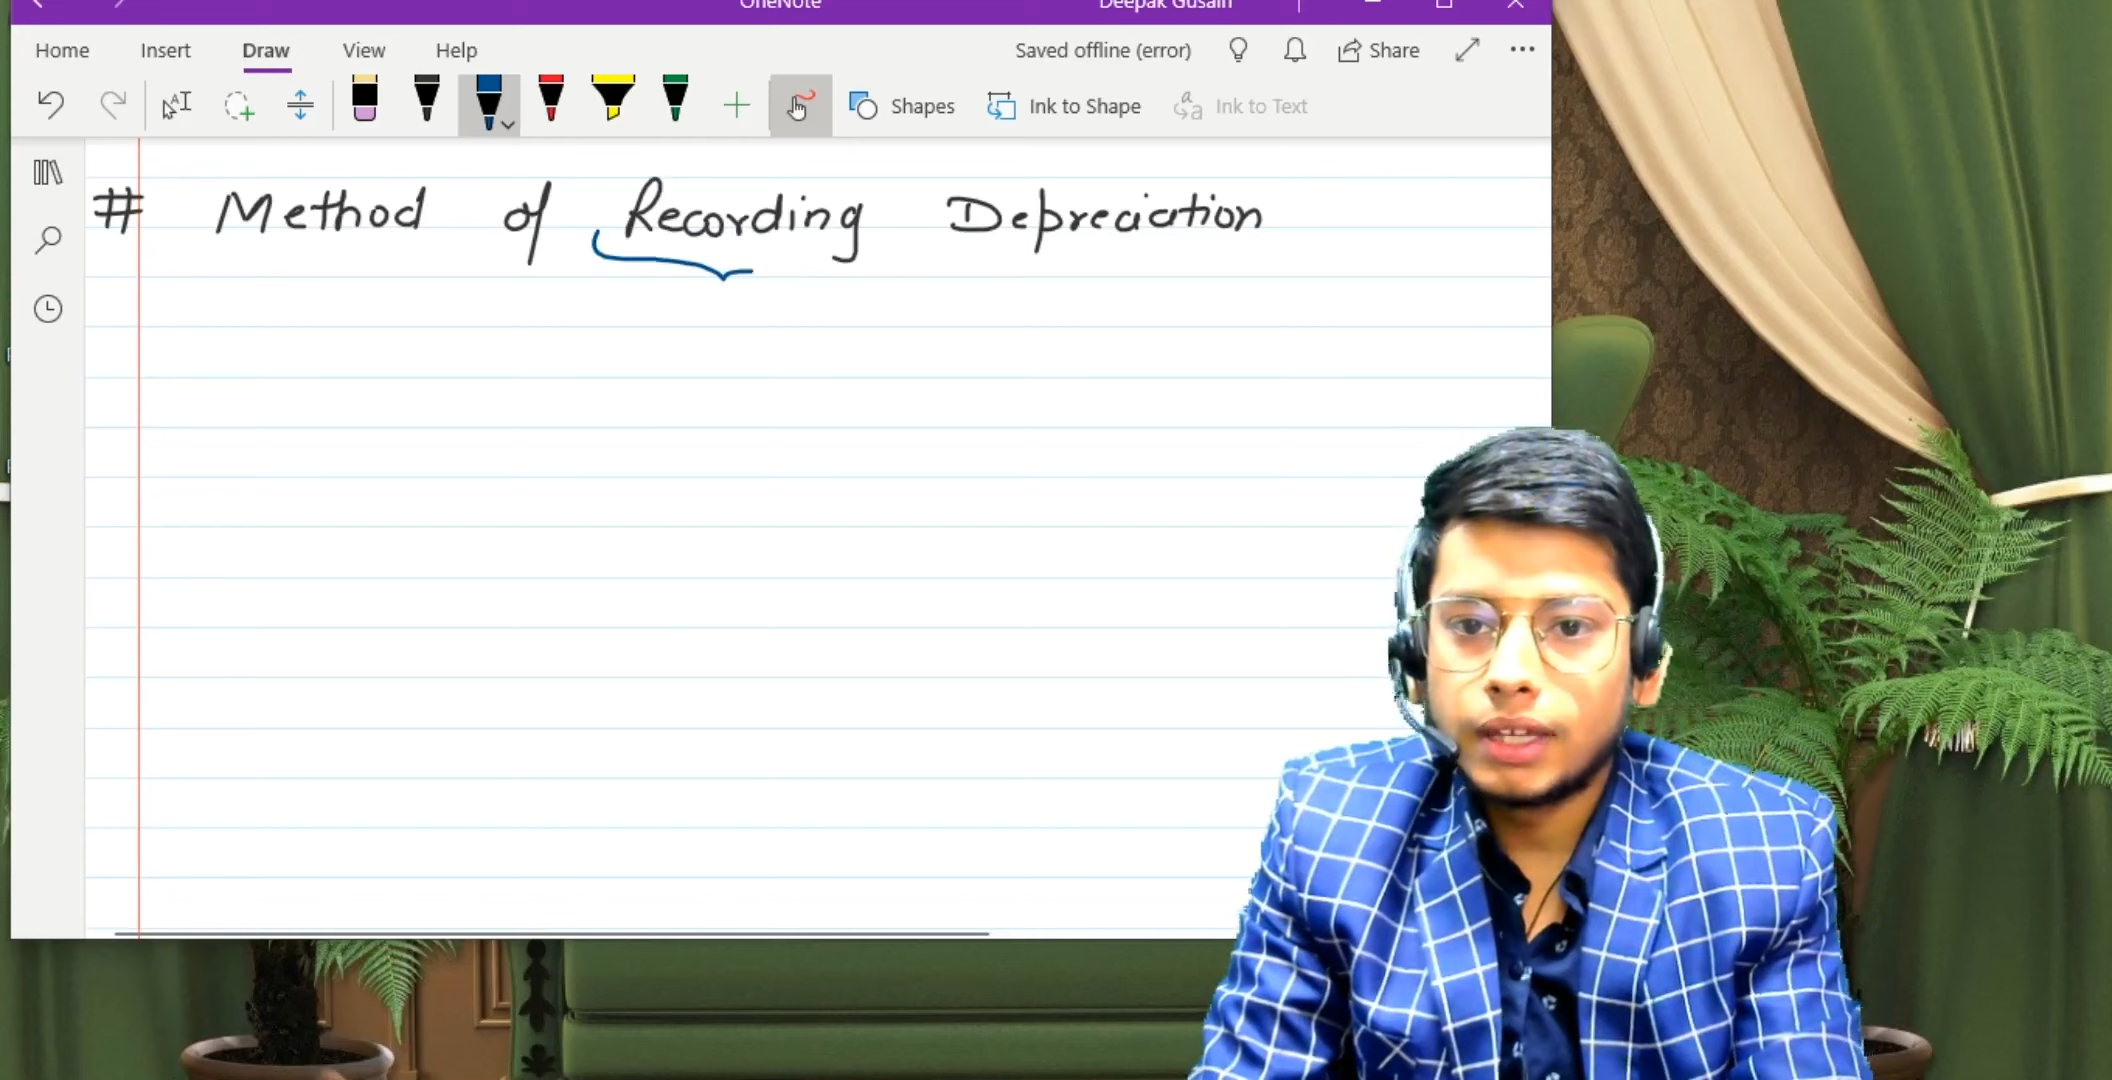 OneNote
Deepak Gusain
Home Insert Draw View Help Saved offline (error) Share
Shapes Ink to Shape Ink to Text
# Method of Recording Depreciation